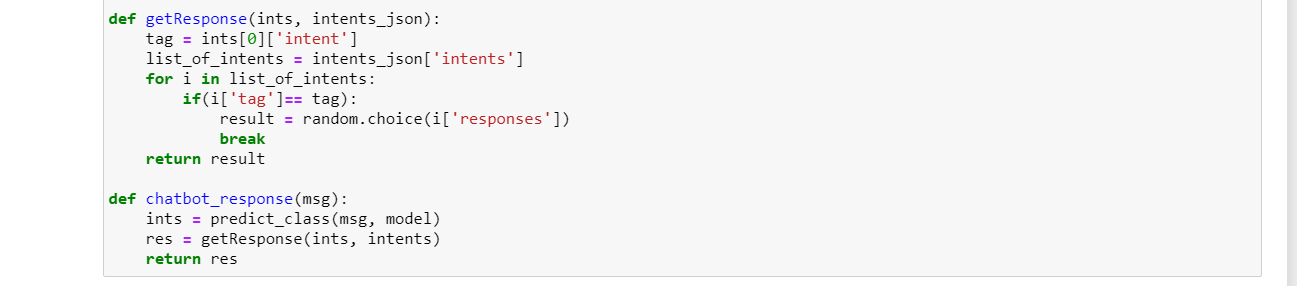 def getResponse(ints, intents_json):
    tag = ints[0]['intent']
    list_of_intents = intents_json['intents']
    for i in list_of_intents:
        if(i['tag']== tag):
            result = random.choice(i['responses'])
            break
    return result

def chatbot_response(msg):
    ints = predict_class(msg, model)
    res = getResponse(ints, intents)
    return res